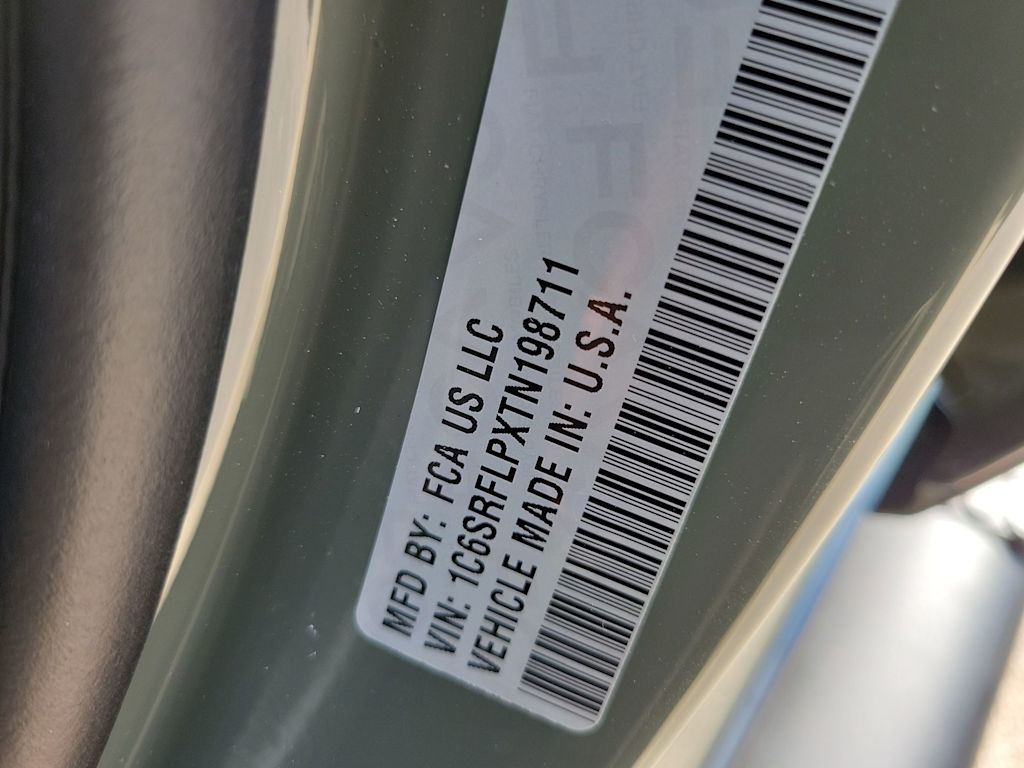 MFD BY: FCA US LLC
VIN: 1C6SRFLPXTN198711
VEHICLE MADE IN: U.S.A.